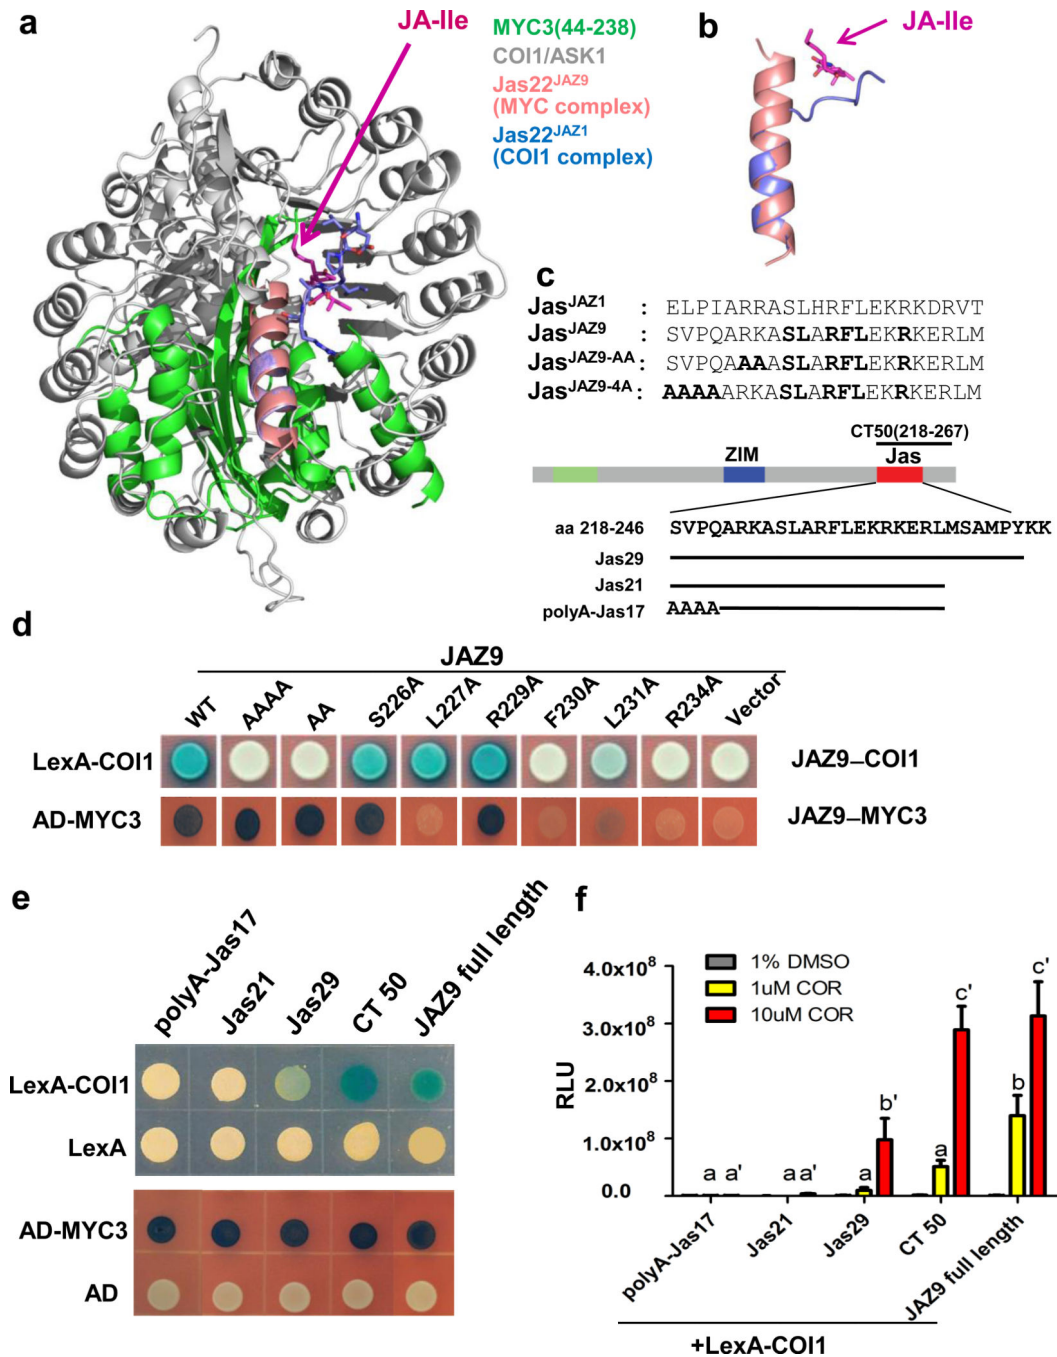 a
JA-Ile
MYC3(44-238)
COI1/ASK1
Jas22JAZ9
(MYC complex)
Jas22JAZ1
(COI1 complex)
b
JA-Ile
c
JasJAZ1 : ELPIARRASLHRFLEKRKDRVT
JasJAZ9 : SVPQARKASLARFLEKRKERLM
JasJAZ9-AA : SVPQAAAASLARFLEKRKERLM
JasJAZ9-4A : AAAAARKASLARFLEKRKERLM
CT50(218-267)
ZIM Jas
aa 218-246 SVPQARKASLARFLEKRKERLMSAMPYKK
Jas29
Jas21
polyA-Jas17 AAAA
d
JAZ9
WT AAAA AA S226A L227A R229A F230A L231A R234A Vector
LexA-COI1 JAZ9–COI1
AD-MYC3 JAZ9–MYC3
e
polyA-Jas17 Jas21 Jas29 CT 50 JAZ9 full length
LexA-COI1
LexA
AD-MYC3
AD
f
1% DMSO
1uM COR
10uM COR
RLU
4.0x10⁸
3.0x10⁸
2.0x10⁸
1.0x10⁸
0.0
a a' a a' a b' a c' b c'
polyA-Jas17 Jas21 Jas29 CT 50 JAZ9 full length
+LexA-COI1